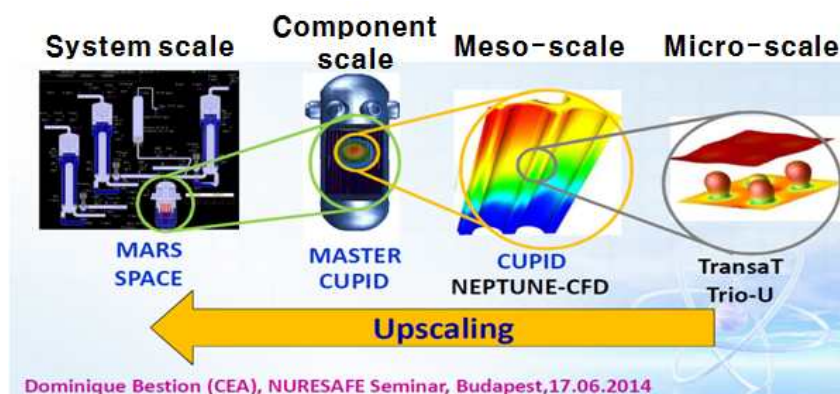 System scale
Component
scale
Meso-scale
Micro-scale
MARS
SPACE
MASTER
CUPID
CUPID
NEPTUNE-CFD
TransaT
Trio-U
Upscaling
Dominique Bestion (CEA), NURESAFE Seminar, Budapest,17.06.2014